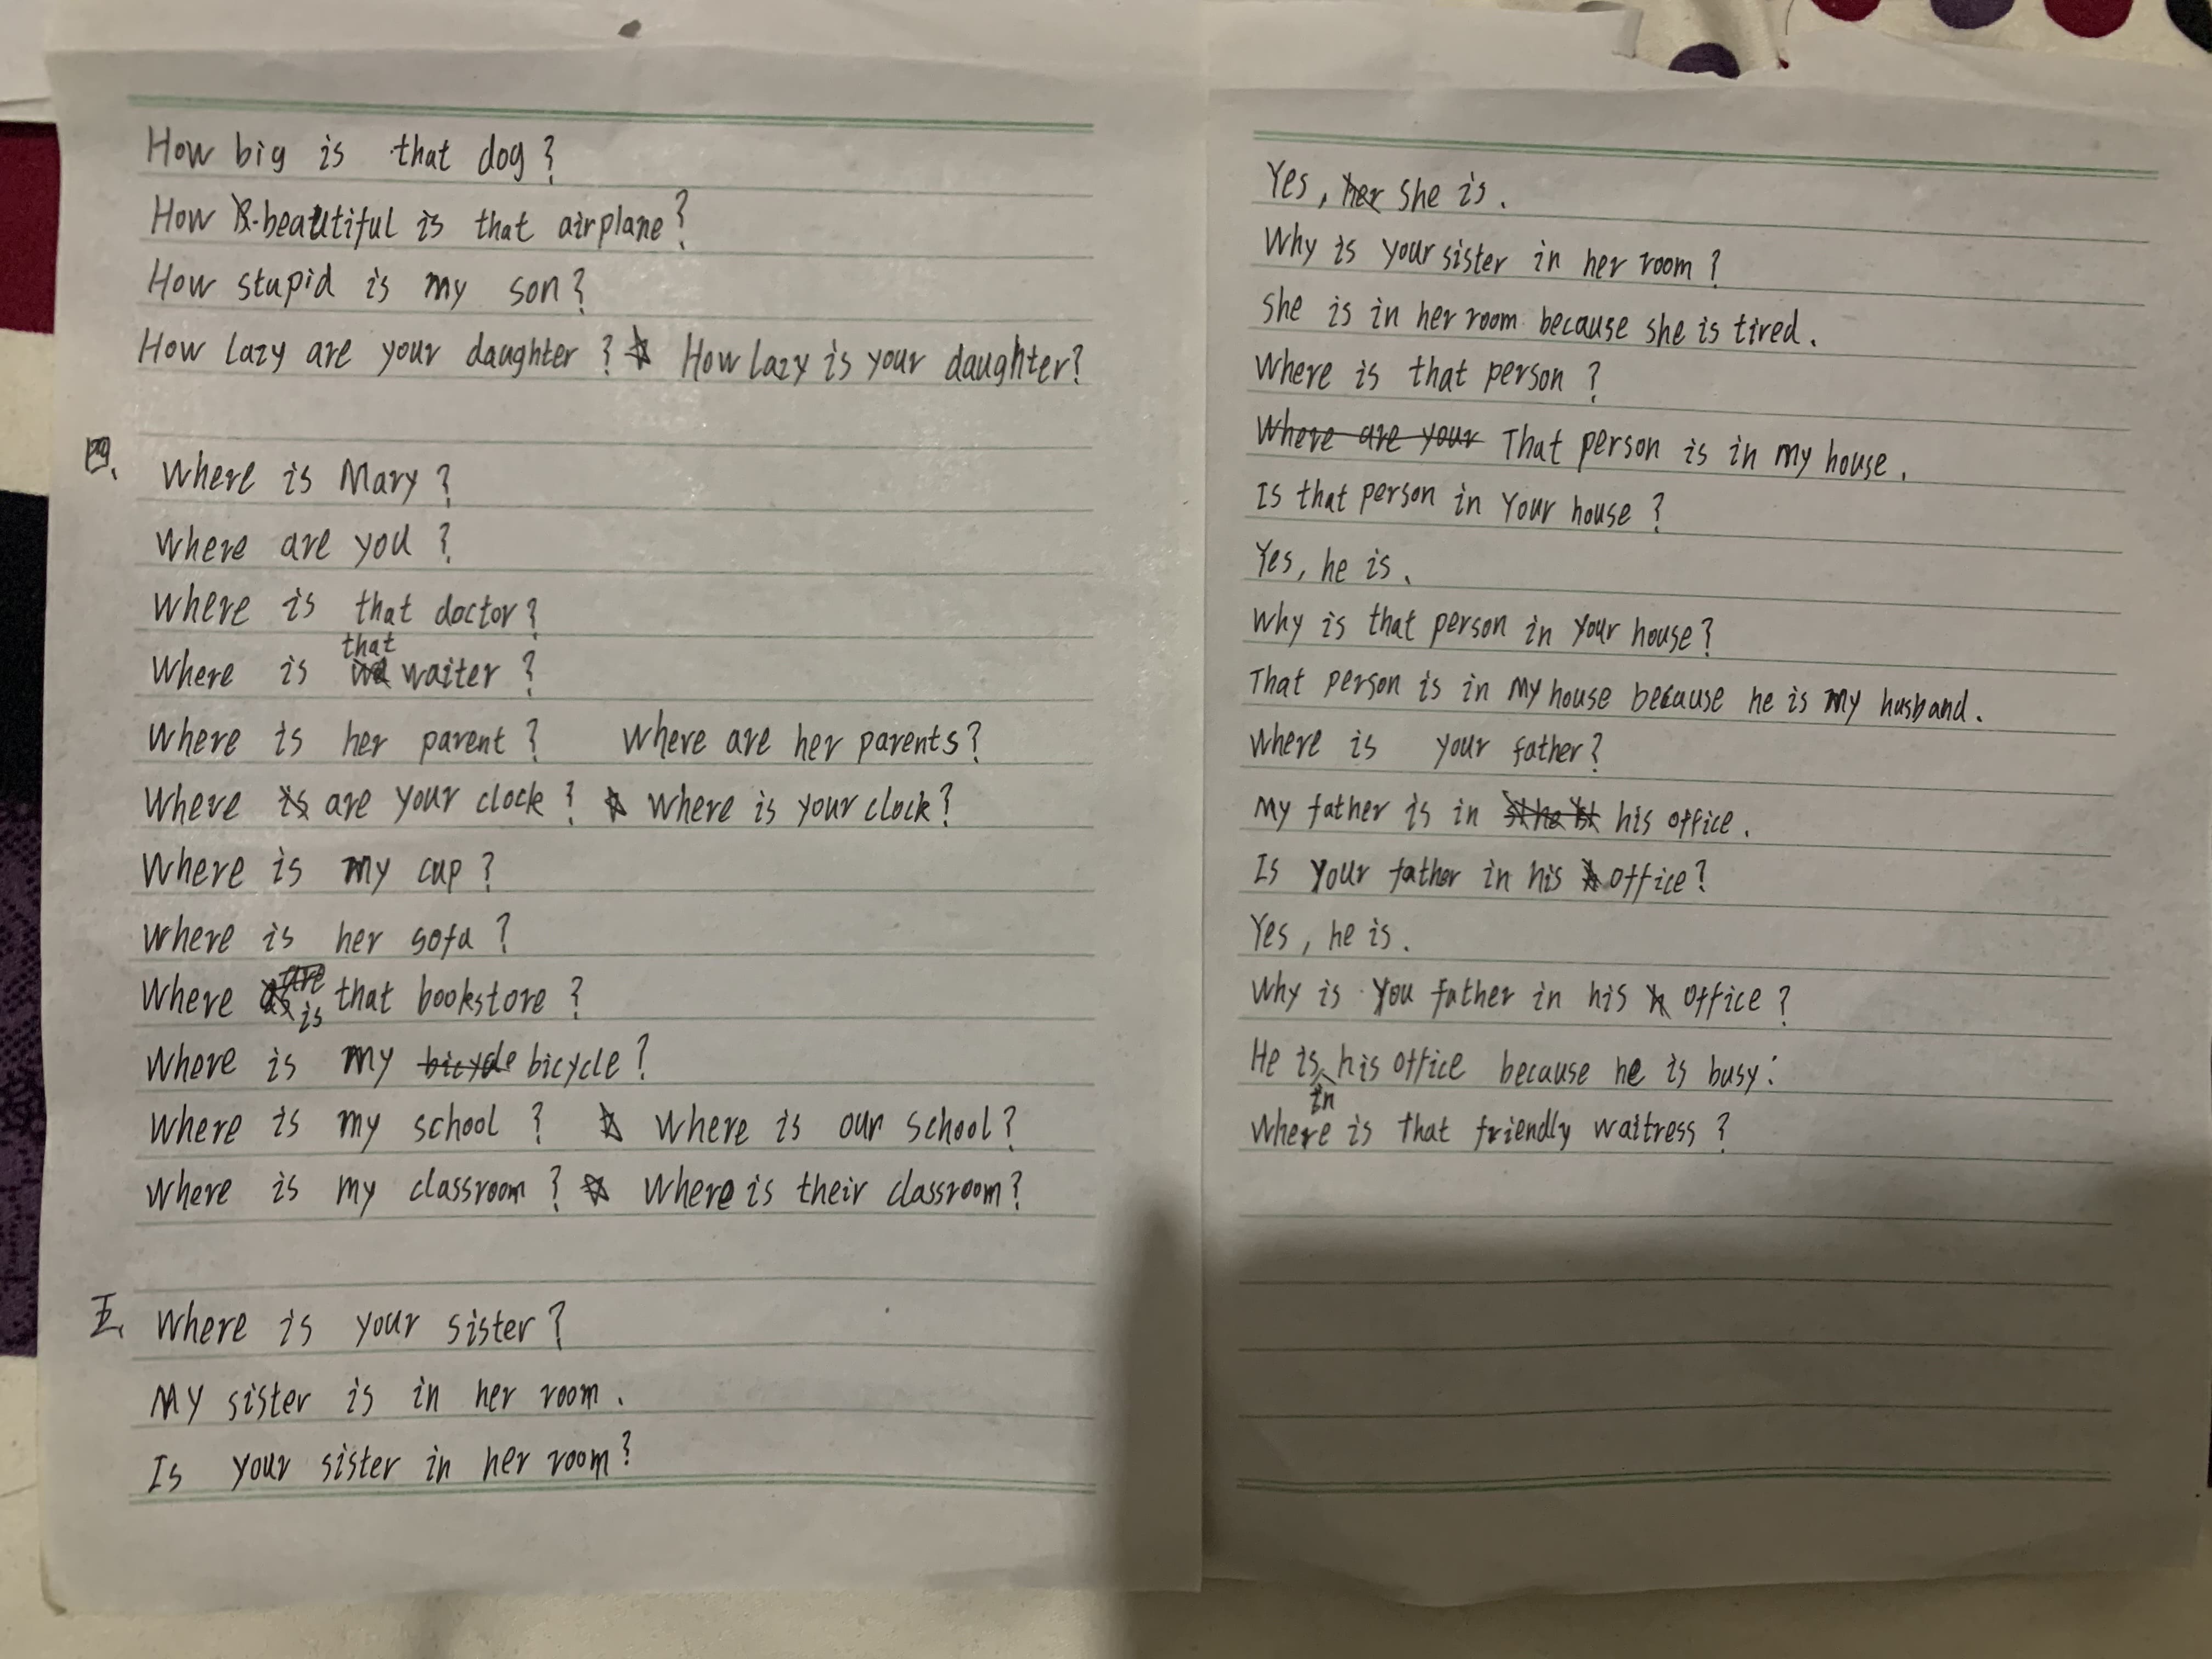 How big is that dog?
How beautiful is that airplane?
How stupid is my son?
How lazy are your daughter? ☆ How lazy is your daughter?
四. Where is Mary?
Where are you?
Where is that doctor?
Where is that waiter?
Where is her parent? Where are her parents?
Where are your clock? ☆ Where is your clock?
Where is my cup?
Where is her sofa?
Where is that bookstore?
Where is my bicycle?
Where is my school? ☆ Where is our school?
Where is my classroom? ☆ Where is their classroom?
五. Where is your sister?
My sister is in her room.
Is your sister in her room?
Yes, she is.
Why is your sister in her room?
she is in her room because she is tired.
Where is that person?
That person is in my house.
Is that person in your house?
Yes, he is.
Why is that person in your house?
That person is in my house because he is my husband.
Where is your father?
My father is in his office.
Is your father in his office?
Yes, he is.
Why is you father in his office?
He is in his office because he is busy.
Where is that friendly waitress?